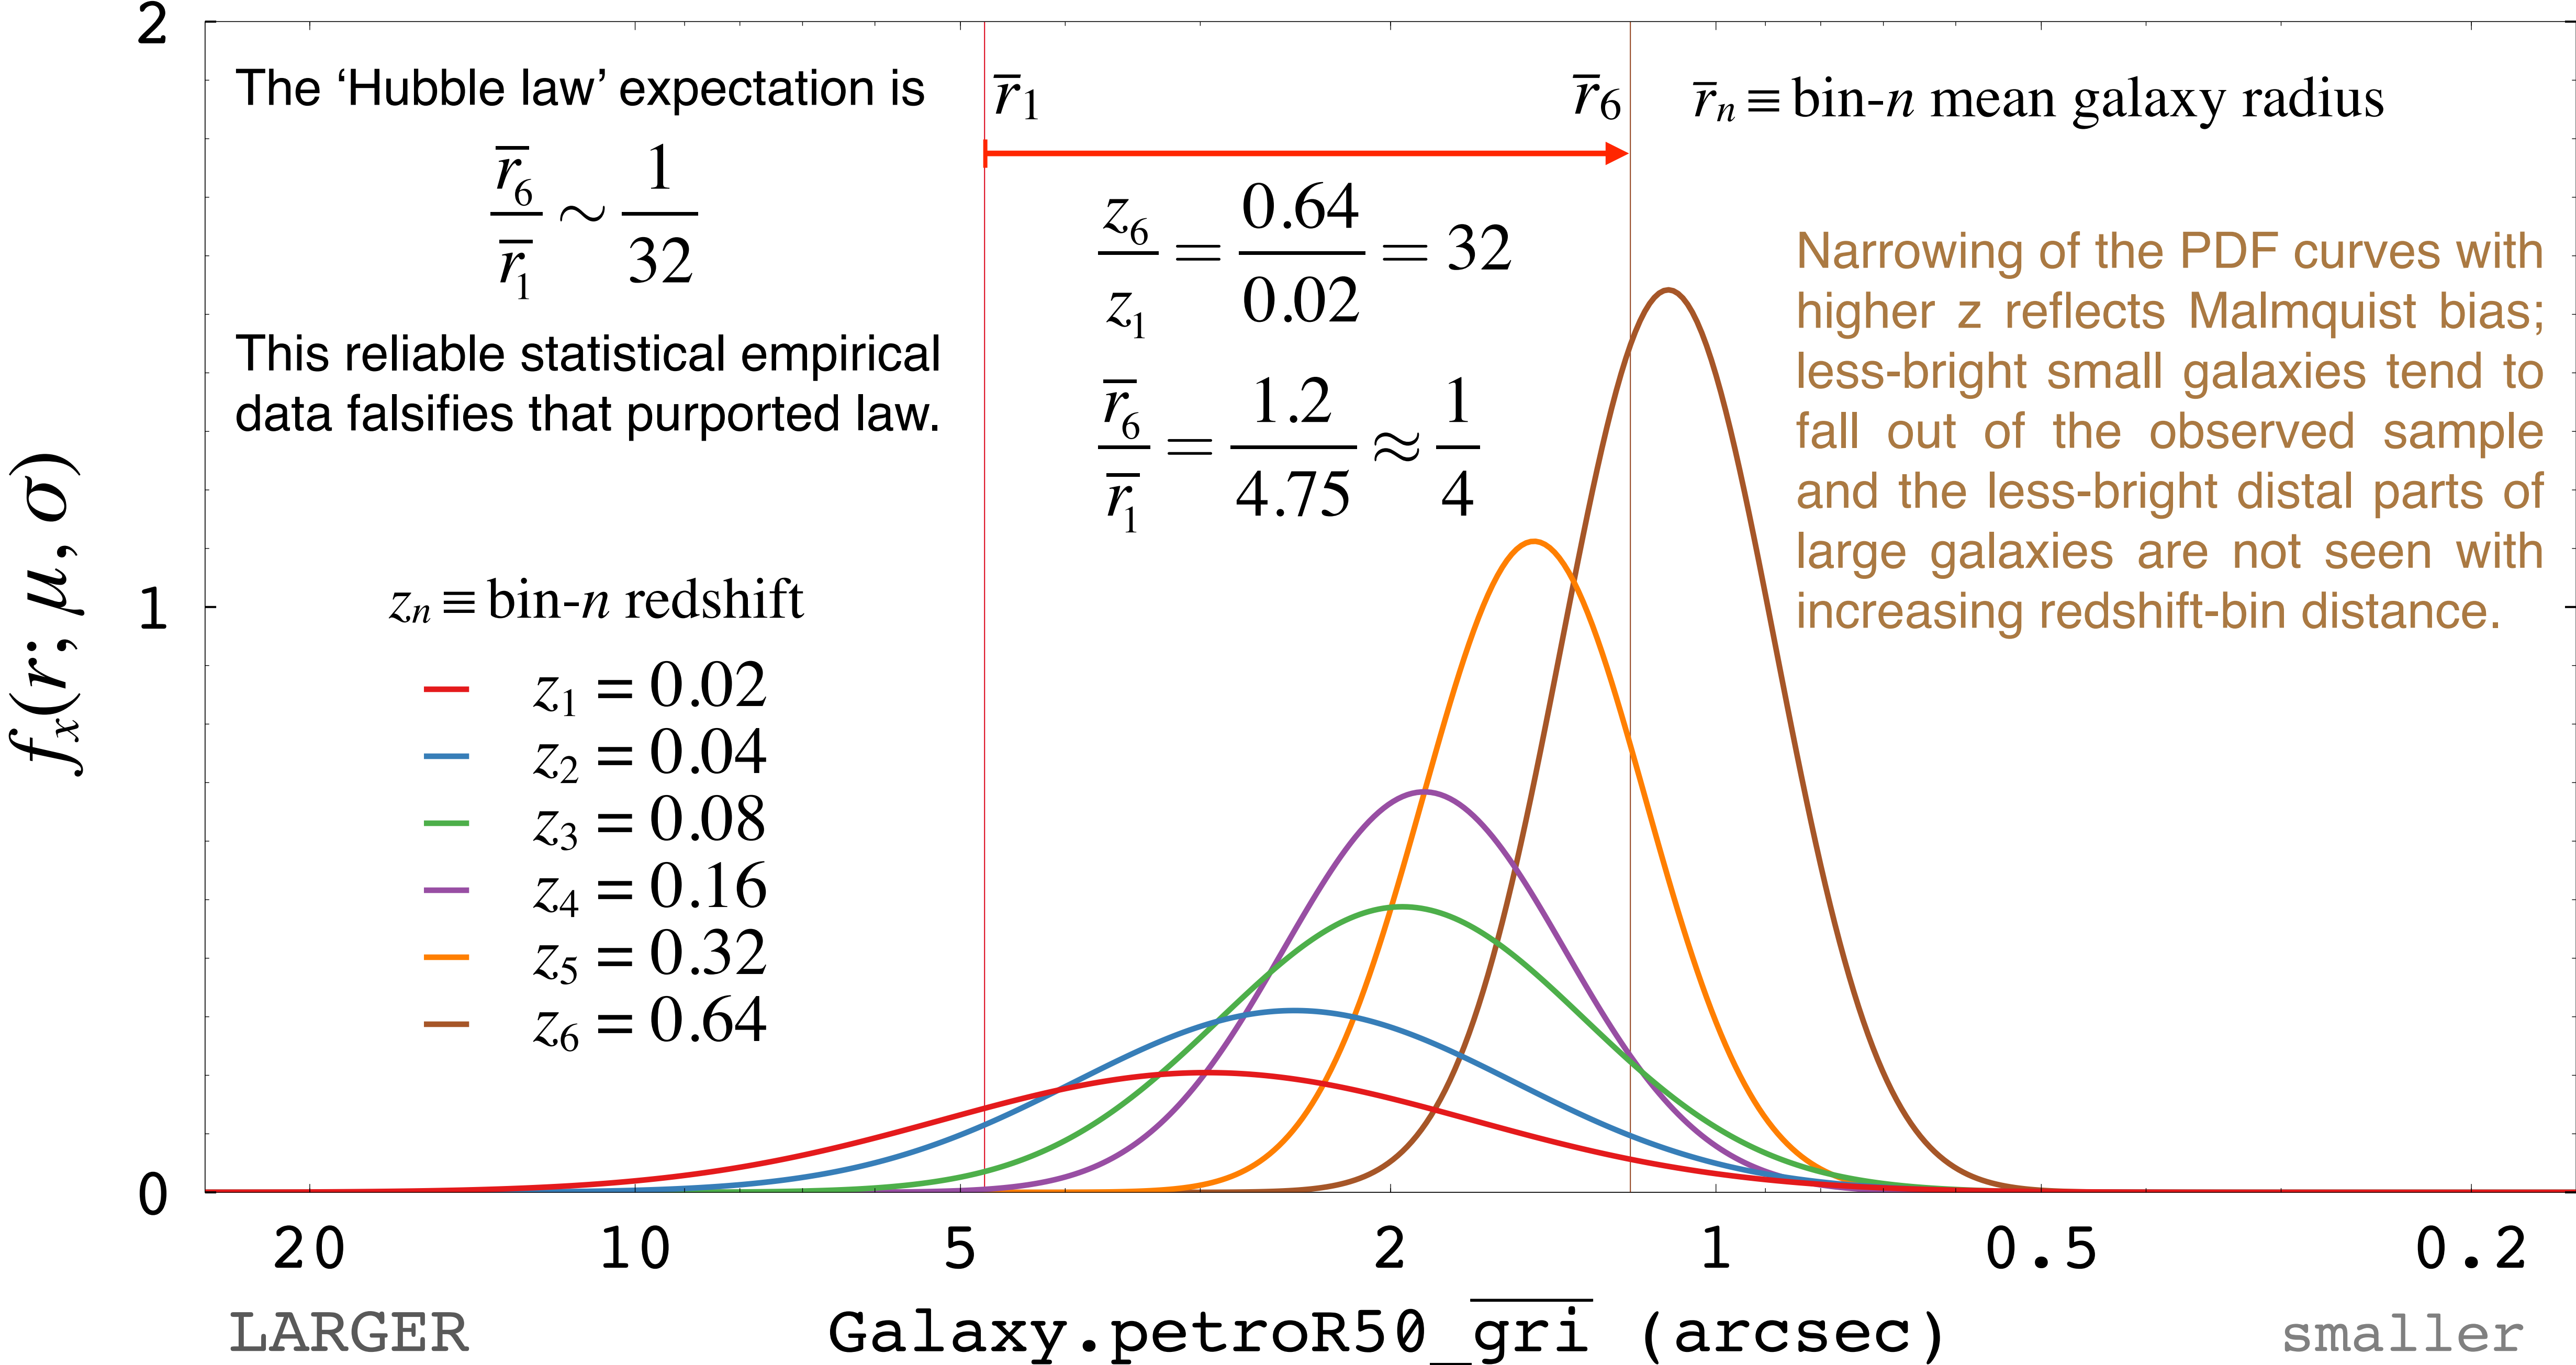 2
The ‘Hubble law’ expectation is
r̅₆/r̅₁ ∼ 1/32
This reliable statistical empirical
data falsifies that purported law.
r̅₁
r̅₆
r̅ₙ ≡ bin-n mean galaxy radius
z₆/z₁ = 0.64/0.02 = 32
r̅₆/r̅₁ = 1.2/4.75 ≈ 1/4
Narrowing of the PDF curves with
higher z reflects Malmquist bias;
less-bright small galaxies tend to
fall out of the observed sample
and the less-bright distal parts of
large galaxies are not seen with
increasing redshift-bin distance.
fₓ(r; μ, σ)
1
zₙ ≡ bin-n redshift
z₁ = 0.02
z₂ = 0.04
z₃ = 0.08
z₄ = 0.16
z₅ = 0.32
z₆ = 0.64
0
20 10 5 2 1 0.5 0.2
LARGER Galaxy.petroR50_g̅r̅i̅ (arcsec) smaller